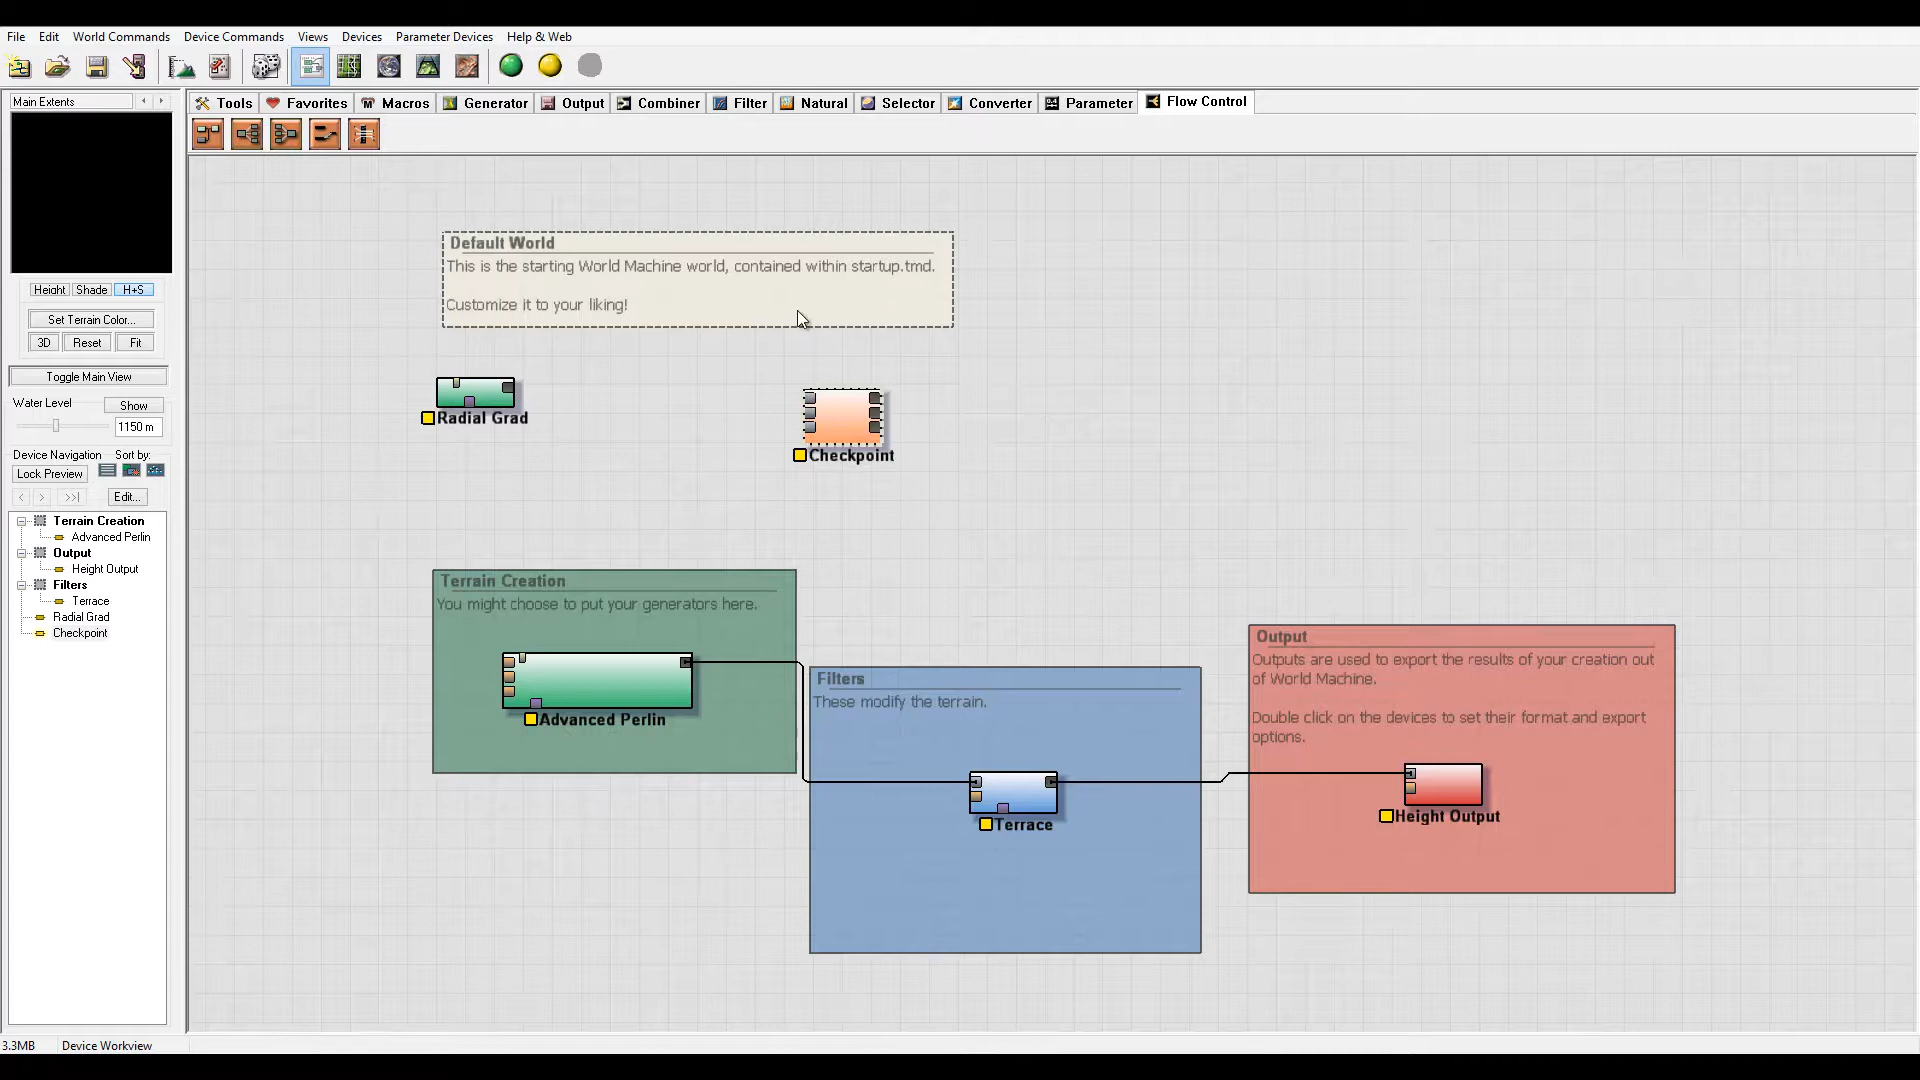 File Edit World Commands Device Commands Views Devices Parameter Devices Help & Web
Main Extents
Tools Favorites Macros Generator Output Combiner Filter Natural Selector Converter Parameter Flow Control
Height Shade H+S
Set Terrain Color...
3D Reset Fit
Toggle Main View
Water Level Show
1150 m
Device Navigation Sort by:
Lock Preview
< > >>| Edit...
Terrain Creation
Advanced Perlin
Output
Height Output
Filters
Terrace
Radial Grad
Checkpoint
Default World
This is the starting World Machine world, contained within startup.tmd.
Customize it to your liking!
Radial Grad
Checkpoint
Terrain Creation
You might choose to put your generators here.
Advanced Perlin
Filters
These modify the terrain.
Terrace
Output
Outputs are used to export the results of your creation out
of World Machine.
Double click on the devices to set their format and export
options.
Height Output
3.3MB Device Workview